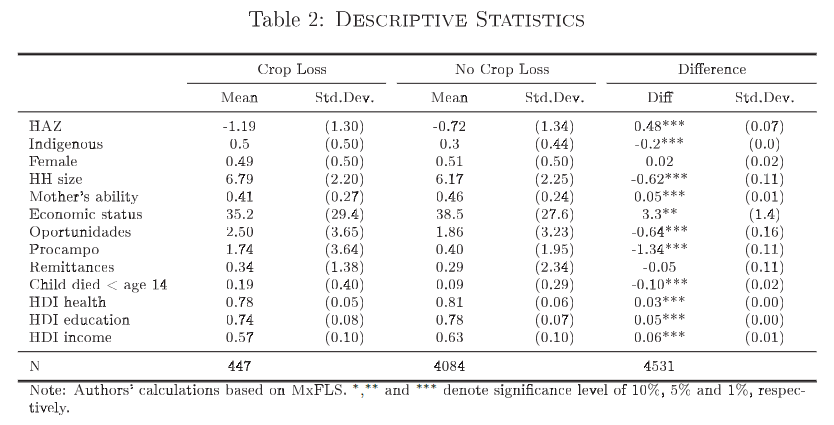 Table 2: DESCRIPTIVE STATISTICS
Crop Loss No Crop Loss Difference
Mean Std.Dev. Mean Std.Dev. Diff Std.Dev.
HAZ -1.19 (1.30) -0.72 (1.34) 0.48*** (0.07)
Indigenous 0.5 (0.50) 0.3 (0.44) -0.2*** (0.0)
Female 0.49 (0.50) 0.51 (0.50) 0.02 (0.02)
HH size 6.79 (2.20) 6.17 (2.25) -0.62*** (0.11)
Mother's ability 0.41 (0.27) 0.46 (0.24) 0.05*** (0.01)
Economic status 35.2 (29.4) 38.5 (27.6) 3.3** (1.4)
Oportunidades 2.50 (3.65) 1.86 (3.23) -0.64*** (0.16)
Procampo 1.74 (3.64) 0.40 (1.95) -1.34*** (0.11)
Remittances 0.34 (1.38) 0.29 (2.34) -0.05 (0.11)
Child died < age 14 0.19 (0.40) 0.09 (0.29) -0.10*** (0.02)
HDI health 0.78 (0.05) 0.81 (0.06) 0.03*** (0.00)
HDI education 0.74 (0.08) 0.78 (0.07) 0.05*** (0.00)
HDI income 0.57 (0.10) 0.63 (0.10) 0.06*** (0.01)
N 447 4084 4531
Note: Authors' calculations based on MxFLS. *,** and *** denote significance level of 10%, 5% and 1%, respec-
tively.